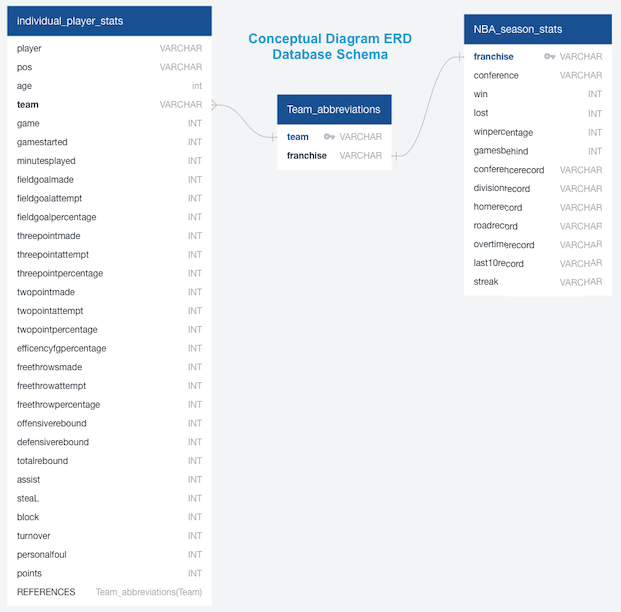 individual_player_stats
player VARCHAR
pos VARCHAR
age int
team VARCHAR
game INT
gamestarted INT
minutesplayed INT
fieldgoalmade INT
fieldgoalattempt INT
fieldgoalpercentage INT
threepointmade INT
threepointattempt INT
threepointpercentage INT
twopointmade INT
twopointattempt INT
twopointpercentage INT
efficencyfgpercentage INT
freethrowsmade INT
freethrowattempt INT
freethrowpercentage INT
offensiverebound INT
defensiverebound INT
totalrebound INT
assist INT
steaL INT
block INT
turnover INT
personalfoul INT
points INT
REFERENCES Team_abbreviations(Team)
Conceptual Diagram ERD
Database Schema
Team_abbreviations
team VARCHAR
franchise VARCHAR
NBA_season_stats
franchise VARCHAR
conference VARCHAR
win INT
lost INT
winpercentage INT
gamesbehind INT
conferencerecord VARCHAR
divisionrecord VARCHAR
homerecord VARCHAR
roadrecord VARCHAR
overtimerecord VARCHAR
last10record VARCHAR
streak VARCHAR